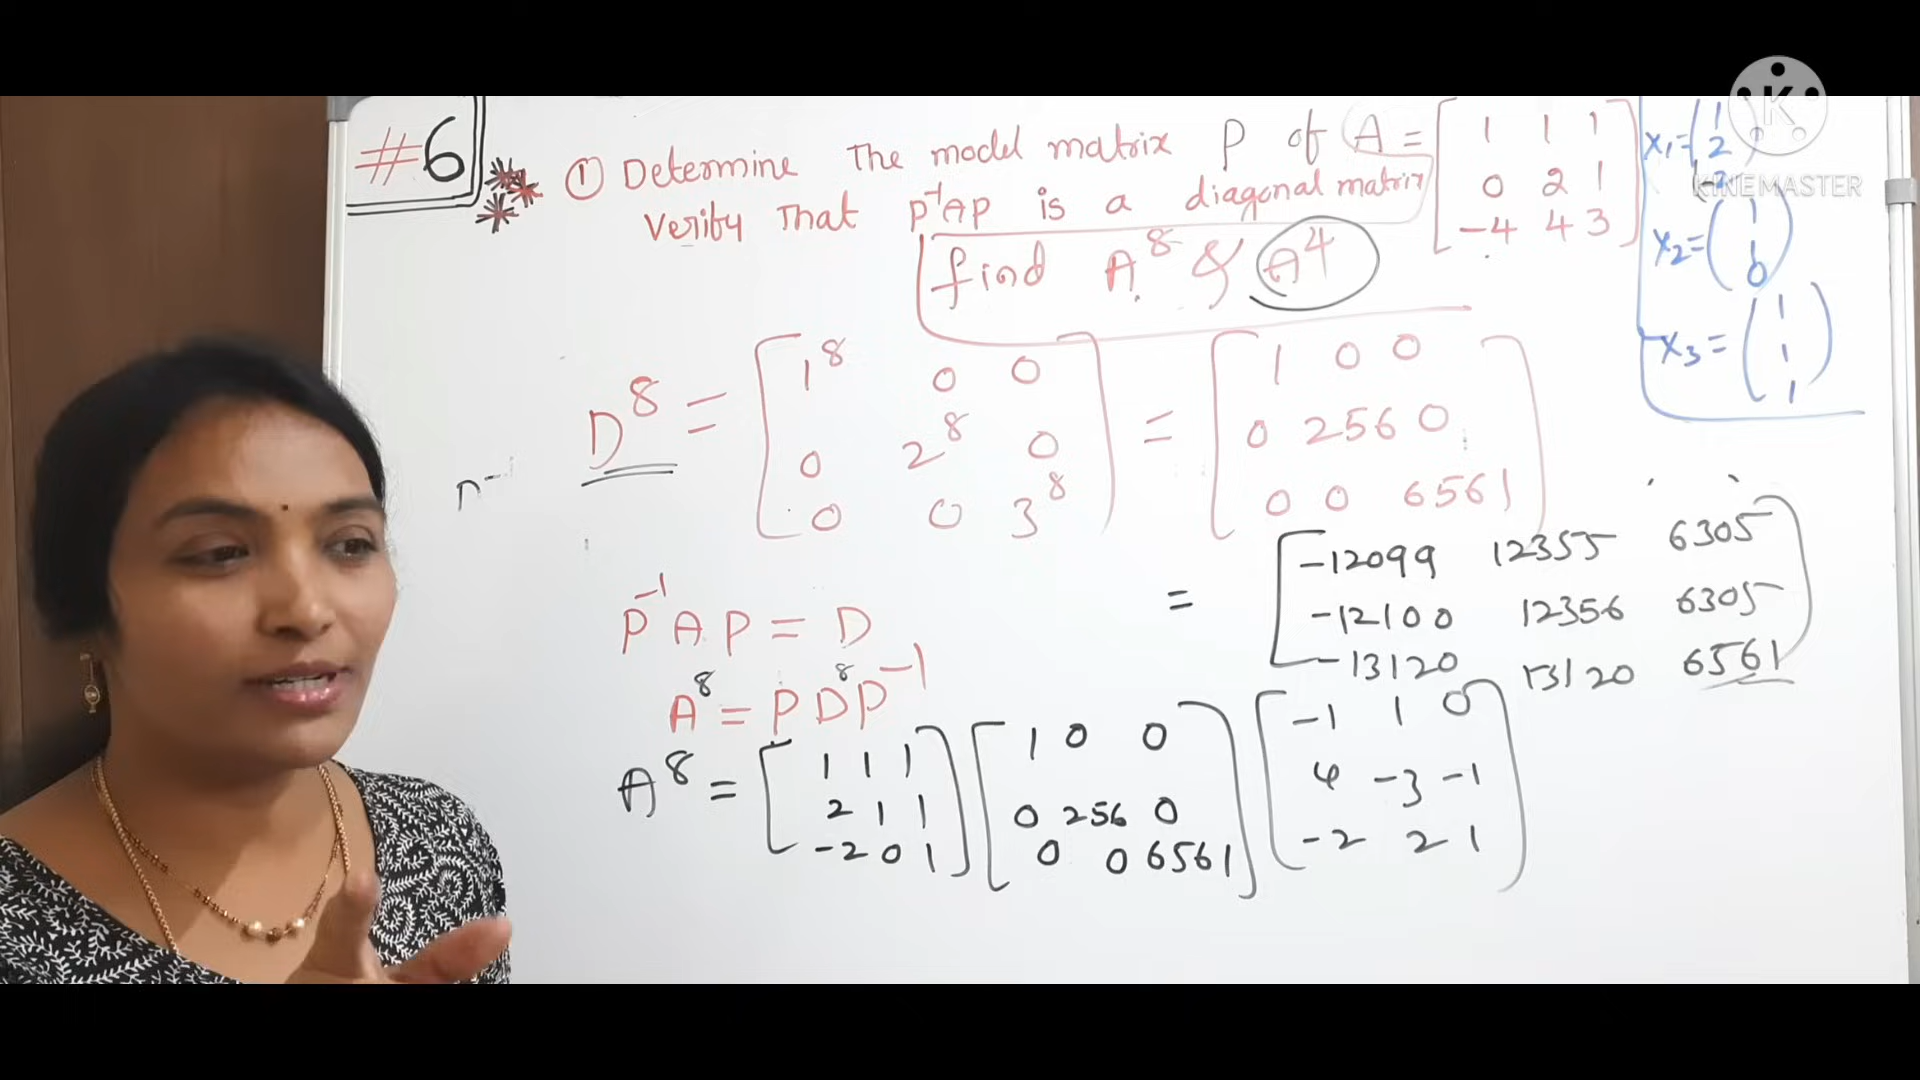 #6
① Determine The model matrix P of A = [ 1 1 1
0 2 1
-4 4 3 ]
Verify That P⁻¹AP is a diagonal matrix
find A⁸ & A⁴
x₁ = ( 1
2
x₂ = ( 1
1
0 )
x₃ = ( 1
1
1 )
K
KINEMASTER
D⁸ = [ 1⁸ 0 0
0 2⁸ 0
0 0 3⁸ ]
= [ 1 0 0
0 256 0
0 0 6561 ]
P⁻¹ A P = D
A⁸ = P D⁸ P⁻¹
= [ -12099 12355 6305
-12100 12356 6305
-13120 13120 6561 ]
A⁸ = [ 1 1 1
2 1 1
-2 0 1 ]
[ 1 0 0
0 256 0
0 0 6561 ]
[ -1 1 0
4 -3 -1
-2 2 1 ]